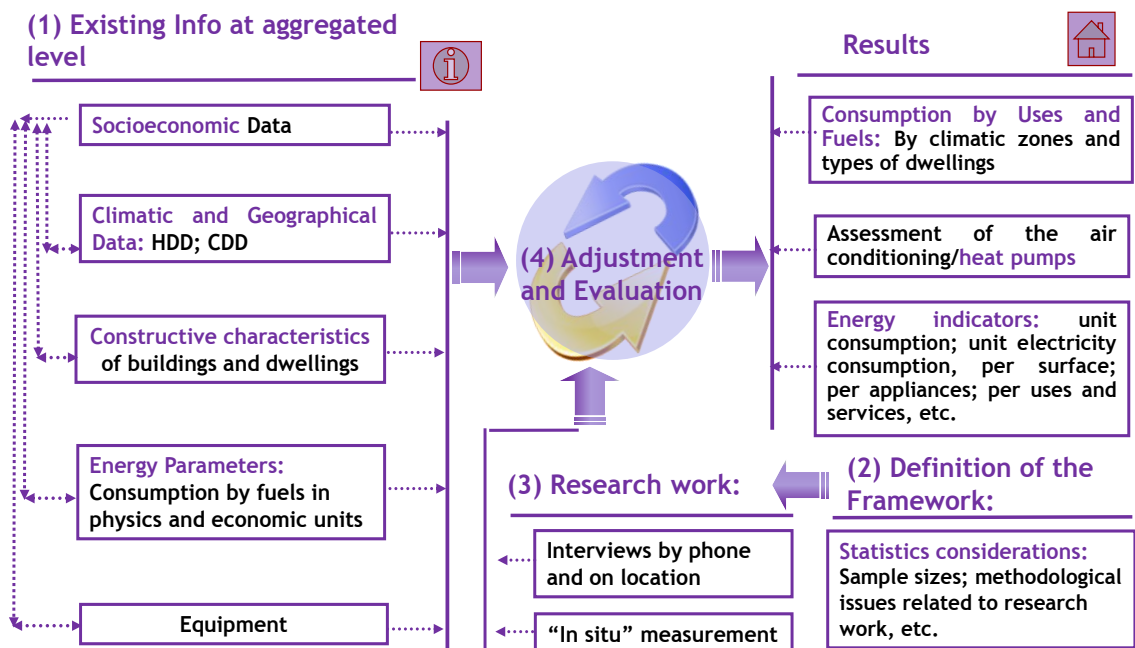 (1) Existing Info at aggregated
level
Socioeconomic Data
Climatic and Geographical
Data: HDD; CDD
Constructive characteristics
of buildings and dwellings
Energy Parameters:
Consumption by fuels in
physics and economic units
Equipment
(4) Adjustment
and Evaluation
Results
Consumption by Uses and
Fuels: By climatic zones and
types of dwellings
Assessment of the air
conditioning/heat pumps
Energy indicators: unit
consumption; unit electricity
consumption, per surface;
per appliances; per uses and
services, etc.
(2) Definition of the
Framework:
Statistics considerations:
Sample sizes; methodological
issues related to research
work, etc.
(3) Research work:
Interviews by phone
and on location
“In situ” measurement